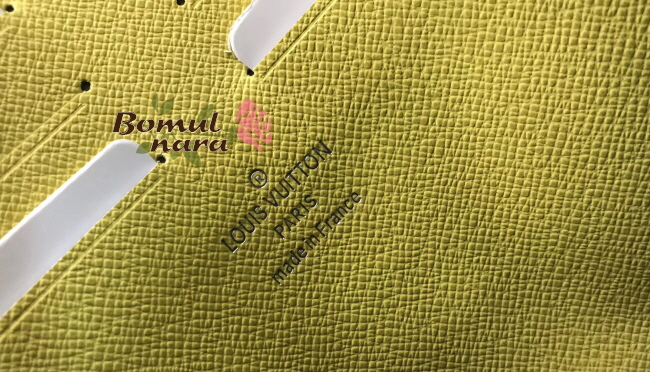 Bomul
nara
©
LOUIS VUITTON
PARIS
made in France